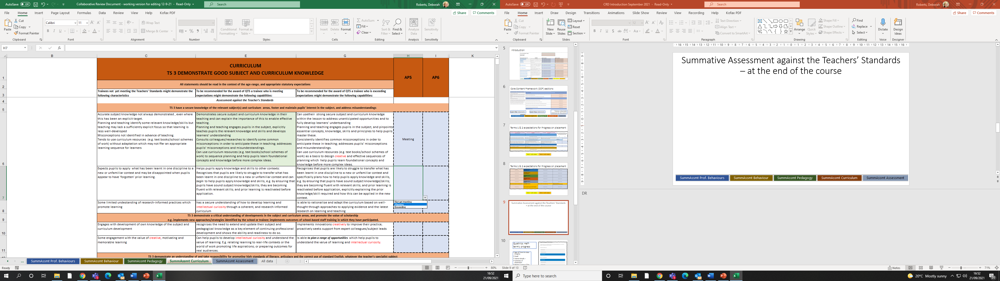 AutoSave Off
Collaborative Review Document - working version for editing 12-9-21 - Read-Only
Search
Roberts, Deborah
File Home Insert Page Layout Formulas Data Review View Help Kofax PDF
Share Comments
Paste
Cut
Copy
Format Painter
Calibri 11
Wrap Text
Merge & Center
Conditional Formatting
Format as Table
Insert Delete Format
AutoSum
Fill
Clear
Sort & Filter
Find & Select
Analyze Data
Sensitivity
Clipboard Font Alignment Number Styles Cells Editing Analysis Sensitivity
H7
B C E G H I K
CURRICULUM
TS 3 DEMONSTRATE GOOD SUBJECT AND CURRICULUM KNOWLEDGE
AP5 AP6
All statements should be read in the context of the age-range, and appropriate statutory expectations
Trainees not yet meeting the Teachers' Standards might demonstrate the
following characteristics
To be recommended for the award of QTS a trainee who is meeting
expectations might demonstrate the following capabilities:
To be recommended for the award of QTS a trainee who is exceeding
expectations might demonstrate the following capabilities:
Assessment against the Teacher's Standards
TS 3 have a secure knowledge of the relevant subject(s) and curriculum areas, foster and maintain pupils' interest in the subject, and address misunderstandings
Accurate subject knowledge not always demonstrated , even where
this has been an explicit target.
Planning and teaching identify some relevant knowledge/skills but
teaching may lack a sufficiently explicit focus so that learning is
less well-developed
Misconceptions not identified in advance of teaching.
Tends to use curriculum resources (e.g. text books/school schemes
of work) without adaptation which may not ffer an appropriate
learning sequence for learners
Demonstrates secure subject and curriculum knowledge in their
teaching and can explain the importance of this to enable effective
teaching.
Planning and teaching engages pupils in the subject, explicitly
teaches pupils the relevant knowegde and skills and develops
learners' understanding
Consults colleagues/researches to identify some common
misconceptions in order to anticipate these in teaching; addresses
pupils' misconceptions and misunderstandings.
Can use curriculum resources (e.g. text books/school schemes of
work) to sequence planning and help pupils learn foundational
concepts and knowledge before more complex ideas.
Can usetheir strong secure subject and curriculum knowledge
within the lesson to address unanticipated opportunities and to
fully develop learners' undertsanding
Planning and teaching engages pupils in the subject, and pinpoints
essential concepts, knowledge, skills and principles to help pupils
master these.
Consistently identifies common misconceptions in order to
anticipate these in teaching; addresses pupils' misconceptions
and misunderstandings.
Can use curriculum resources (e.g. text books/school schemes of
work) as a basis to design creative and effective sequences of
planning which help pupils learn foundational concepts and
knowledge before more complex ideas.
Meeting
Expects pupils to apply what has been learnt in one discipline to a
new or unfamiliar context and may be disappointed when pupils
appear to have 'forgotten' prior learning.
Helps pupils apply knowledge and skills to other contexts:
Recognises that pupils are likely to struggle to transfer what has
been learnt in one discipline to a new or unfamiliar context and can
begin to help pupils apply knowledge and skills, e.g. by ensuring that
pupils have sound subject knowledge/skills; they are becoming
fluent with relevant skills; and prior learning is reactivated before
application.
Recognises that pupils are likely to struggle to transfer what has
been learnt in one discipline to a new or unfamiliar context and
specifically plans how to help pupils apply knowledge and skills,
e.g. by ensuring that pupils have sound subject knowledge/skills;
they are becoming fluent with relevant skills; and prior learning is
reactivated before application, explicitly explaining the prior
knowledge/skill required and how this can be applied in the new
context.
Not yet meeting
Meeting
Exceeding
Some limited undestanding of research-informed practices which
promote learning
has a secure understanding of how to develop learning and
intellectual curiosity through a coherent, and research-informed
curriculum
is able to rationalise and adapt the curriculum based on well-
thought through approaches to applying evidence and the latest
research on learning and teaching
TS 3 demonstrate a critical understanding of developments in the subject and curriculum areas, and promote the value of scholarship
e.g. implements new approaches/strategies identified by the school or trainee; implements outcomes of school-based staff training in which they have participated.
Engages with development of own knowledge of the subject and
curriculum development
recognises the need to extend and update their subject and
pedagogical knowledge as a key element of continuing professional
development and shows the ability and readiness to do so.
implements innovations creatively to improve their practice;
proactively seeks support from expert colleagues/subject leads
Some engagement with the value of creative, motivating and
memorable learning
Can help pupils to develop intellectual curiosity and understand the
value of learning. E.g. relating learning to real-life contexts or the
world of work promoting life aspirations; or preparing outcomes for
real audiences.
Is able to plan a range of opportunities which help pupils to
understand the value of learning and intellectual curiosity.
TS 3 demonstrate an understanding of and take responsibility for promoting high standards of literacy, articulacy and the correct use of standard English, whatever the teacher's specialist subject
SummAssmt Prof. Behaviours SummAssmt Behaviour SummAssmt Pedagogy SummAssmt Curriculum SummAssmt Assessment All data
Ready
80%
16:52
21/09/2021
AutoSave Off
CRD Introduction September 2021 - Read-Only
Search
Roberts, Deborah
File Home Insert Draw Design Transitions Animations Slide Show Review View Recording Help Kofax PDF
Share Comments
Paste
Cut
Copy
Format Painter
New Slide
Reuse Slides
Layout
Reset
Section
12
Text Direction
Align Text
Convert to SmartArt
Arrange
Quick Styles
Shape Fill
Shape Outline
Shape Effects
Find
Replace
Select
Dictate
Design Ideas
Clipboard Slides Font Paragraph Drawing Editing Voice Designer
5
Introduction
6
Core Content Framework (CCF) sections
7
Terms 1 & 2 expectations for Progress on placement
8
Terms 1 & 2 expectations for Progress on placement
9
Summative Assessment against the Teachers' Standards
– at the end of the course
10
Qualtrics: Half-
termly progress
Summative Assessment against the Teachers' Standards
– at the end of the course
SummAssmt Prof. Behaviours SummAssmt Behaviour SummAssmt Pedagogy SummAssmt Curriculum SummAssmt Assessment
DR
Slide 9 of 13
Notes
71%
Type here to search
20°C Mostly sunny
16:52
21/09/2021